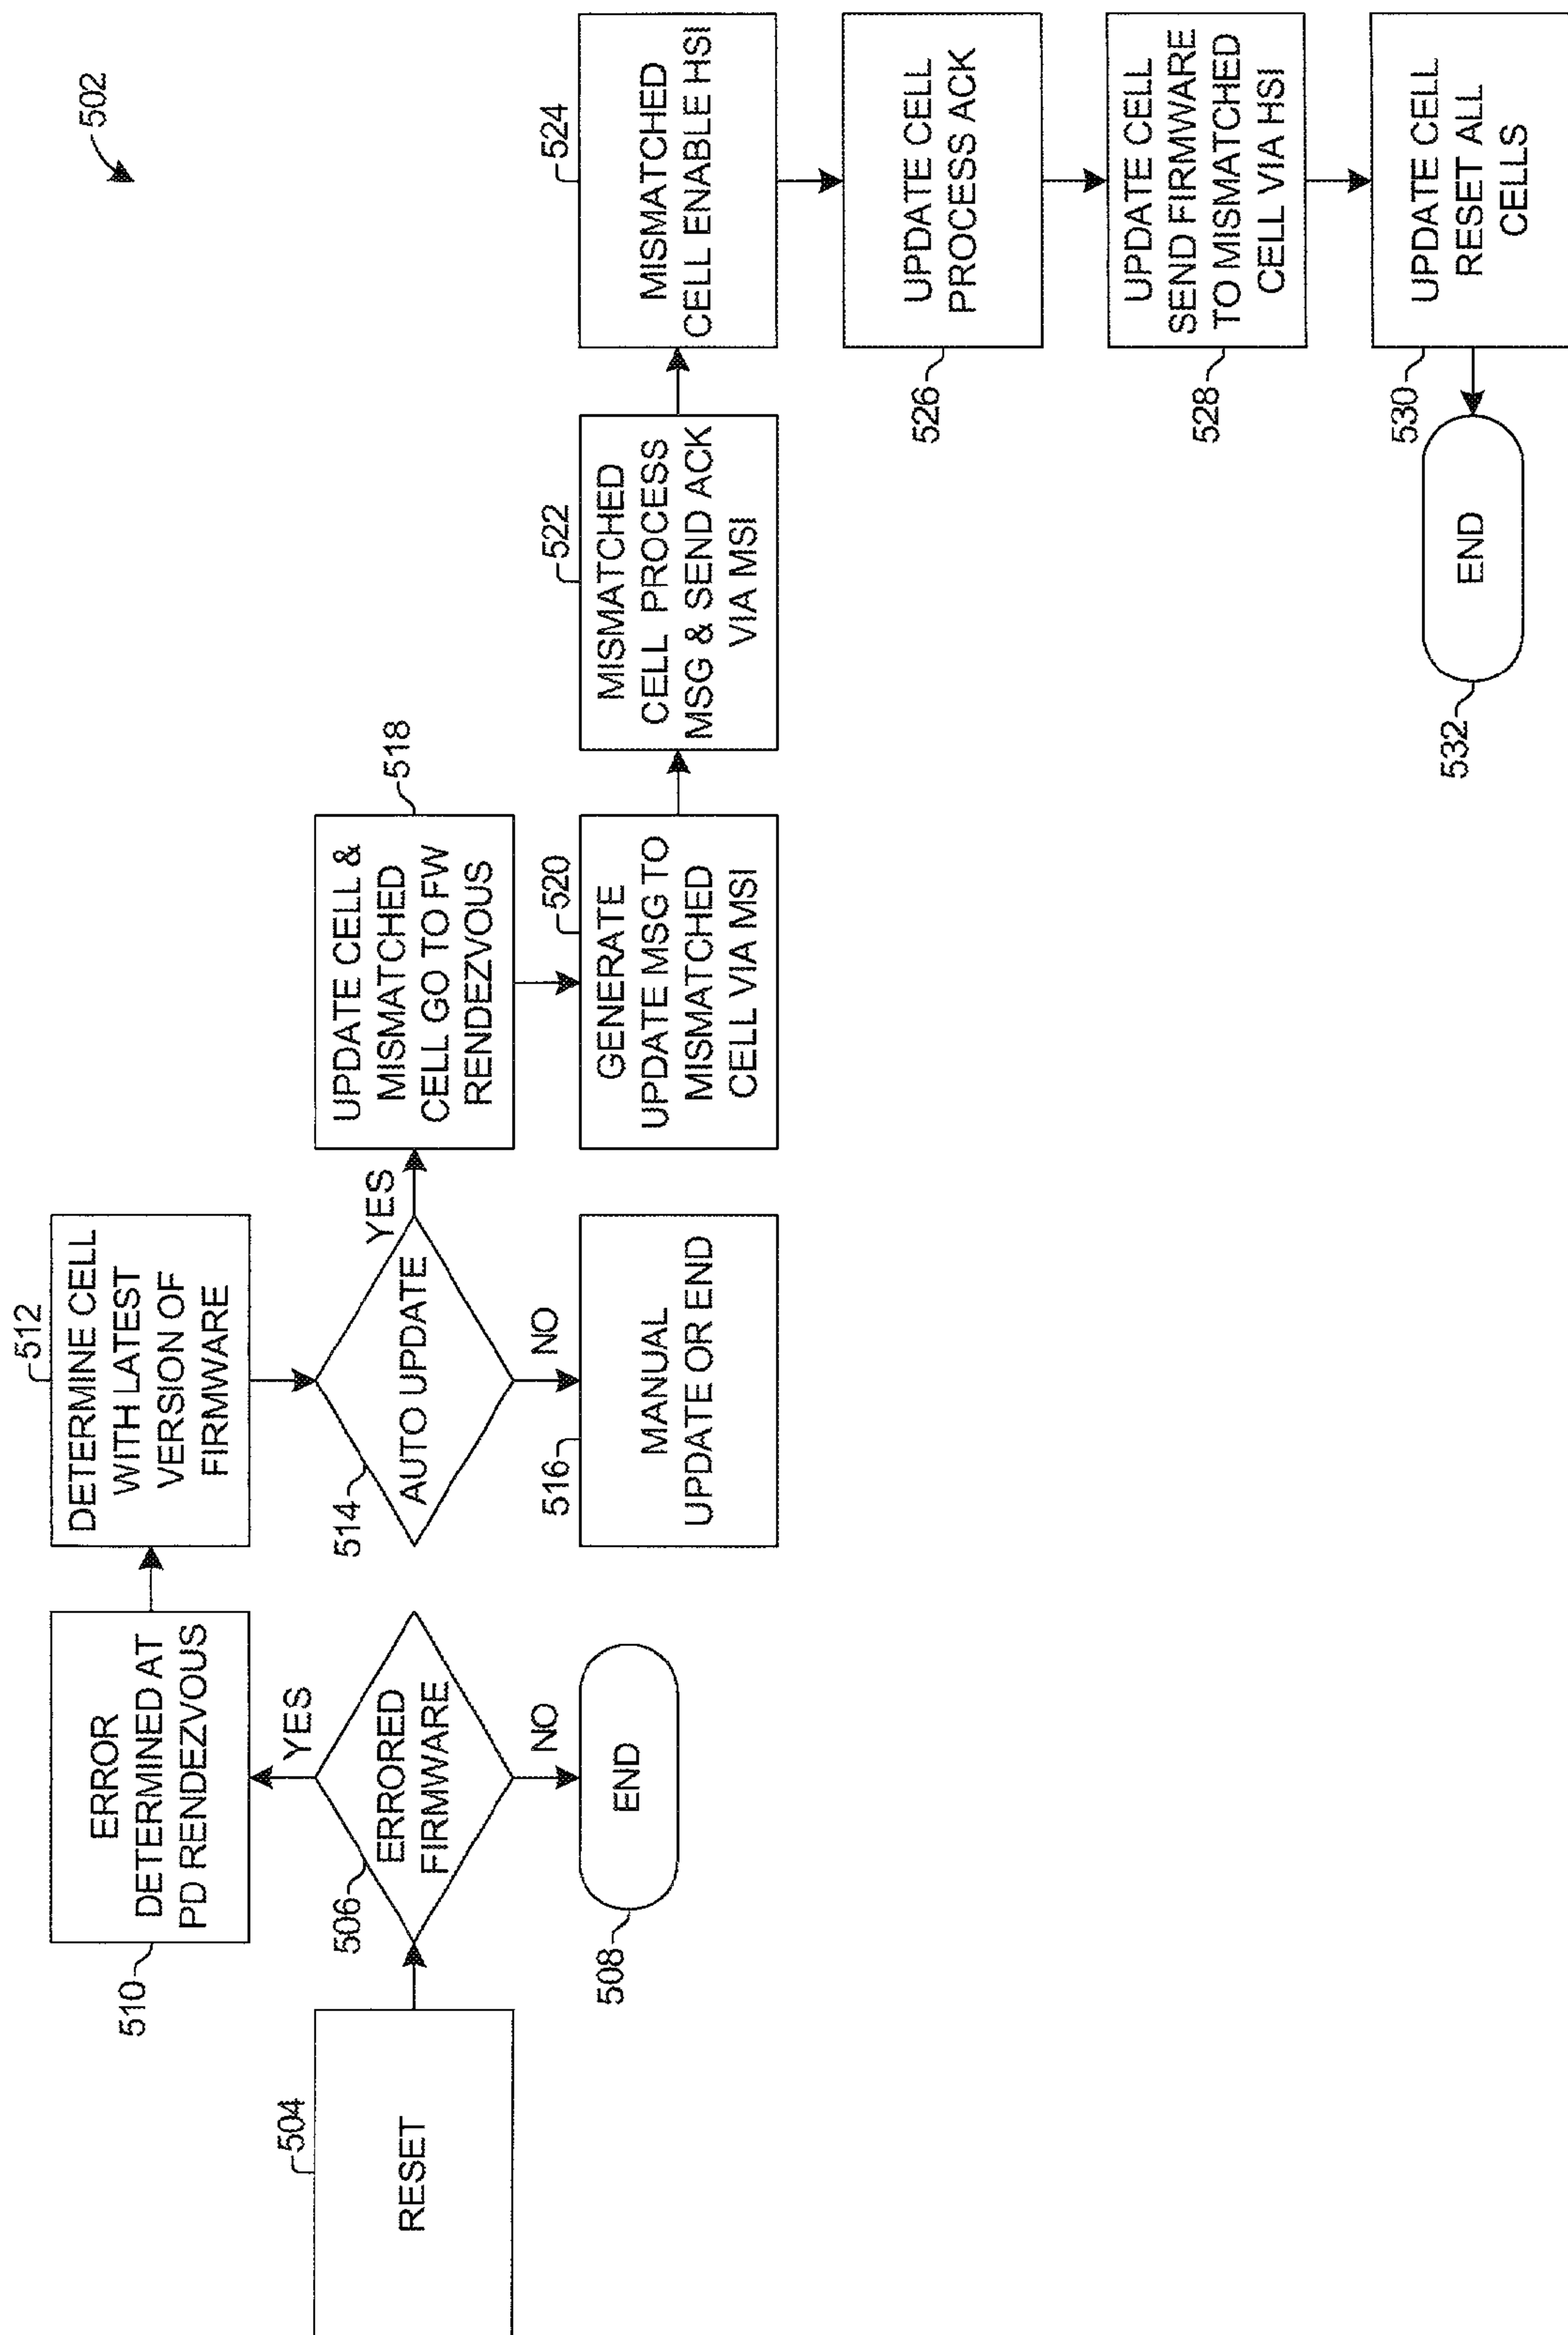 502
504
RESET
506
ERRORED
FIRMWARE
YES
NO
508
END
510
ERROR
DETERMINED AT
PD RENDEZVOUS
512
DETERMINE CELL
WITH LATEST
VERSION OF
FIRMWARE
514
AUTO UPDATE
YES
NO
516
MANUAL
UPDATE OR END
518
UPDATE CELL &
MISMATCHED
CELL GO TO FW
RENDEZVOUS
520
GENERATE
UPDATE MSG TO
MISMATCHED
CELL VIA MSI
522
MISMATCHED
CELL PROCESS
MSG & SEND ACK
VIA MSI
524
MISMATCHED
CELL ENABLE HSI
526
UPDATE CELL
PROCESS ACK
528
UPDATE CELL
SEND FIRMWARE
TO MISMATCHED
CELL VIA HSI
530
UPDATE CELL
RESET ALL
CELLS
532
END